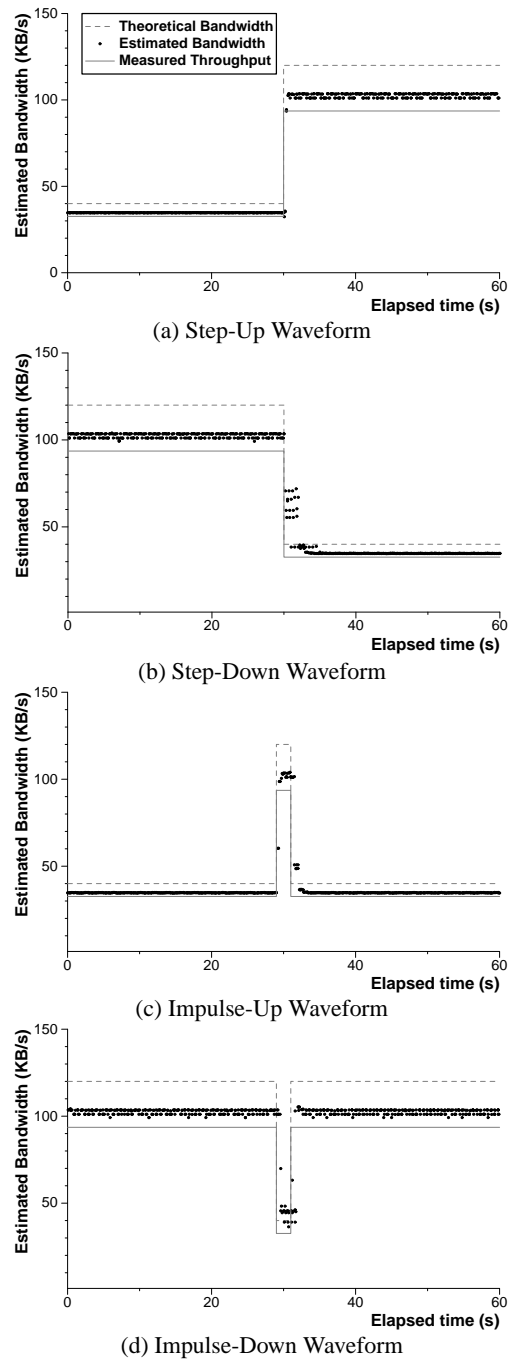 Estimated Bandwidth (KB/s)
150
100
50
0
Theoretical Bandwidth
Estimated Bandwidth
Measured Throughput
0
20
40
60
Elapsed time (s)
(a) Step-Up Waveform
Estimated Bandwidth (KB/s)
150
100
50
0
20
40
60
Elapsed time (s)
(b) Step-Down Waveform
Estimated Bandwidth (KB/s)
150
100
50
0
20
40
60
Elapsed time (s)
(c) Impulse-Up Waveform
Estimated Bandwidth (KB/s)
150
100
50
0
20
40
60
Elapsed time (s)
(d) Impulse-Down Waveform